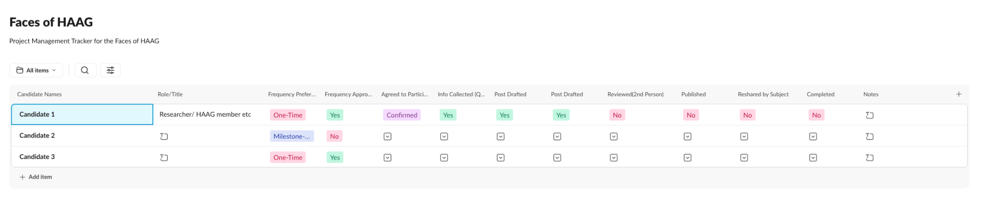 Faces of HAAG
Project Management Tracker for the Faces of HAAG
All items
Candidate Names Role/Title Frequency Prefer... Frequency Appro... Agreed to Partici... Info Collected (Q... Post Drafted Post Drafted Reviewed(2nd Person) Published Reshared by Subject Completed Notes
Candidate 1 Researcher/ HAAG member etc One-Time Yes Confirmed Yes Yes Yes No No No No
Candidate 2 Milestone-... No
Candidate 3 One-Time Yes
Add item